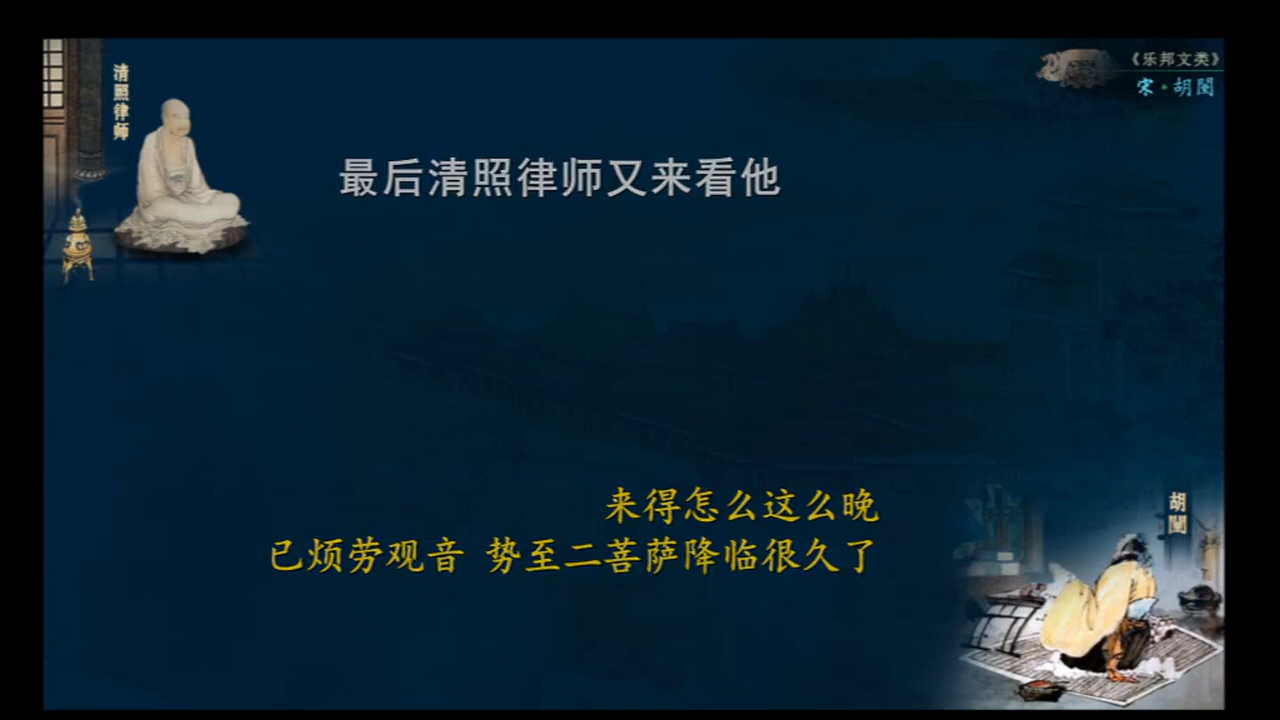 清照律师
《乐邦文类》
宋·胡闉
最后清照律师又来看他
来得怎么这么晚
已烦劳观音 势至二菩萨降临很久了
胡闉